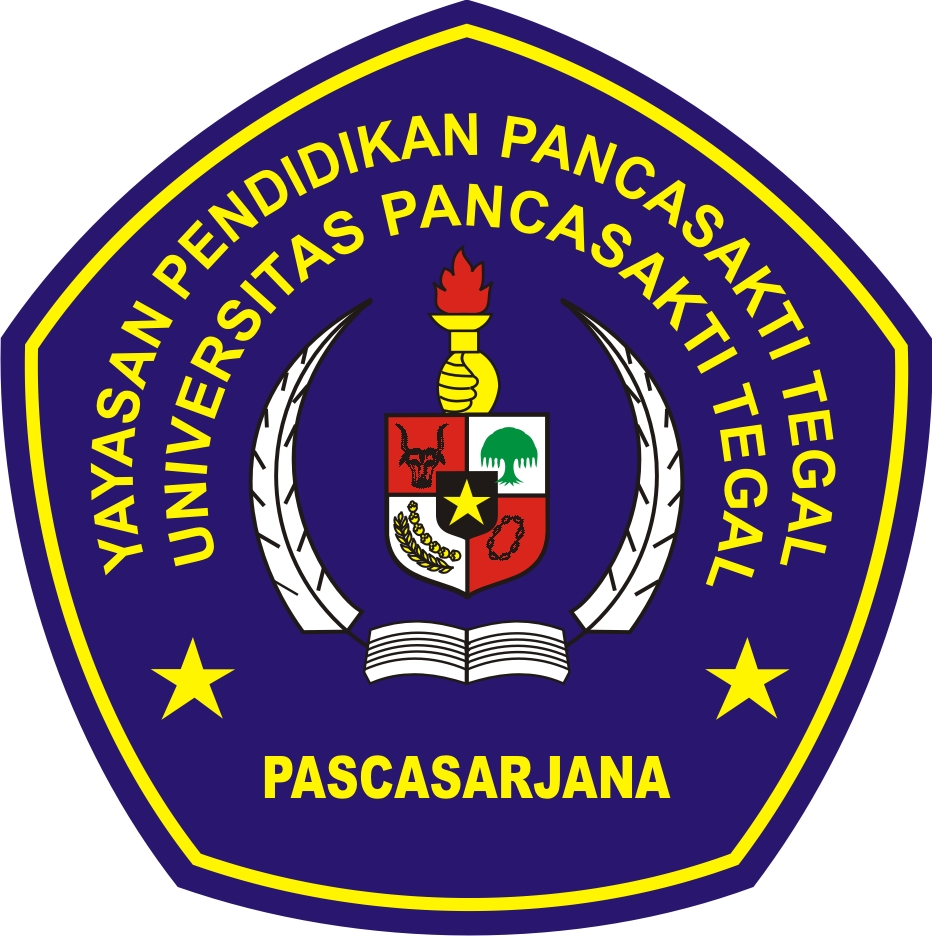 YAYASAN PENDIDIKAN PANCASAKTI TEGAL
UNIVERSITAS PANCASAKTI TEGAL
PASCASARJANA